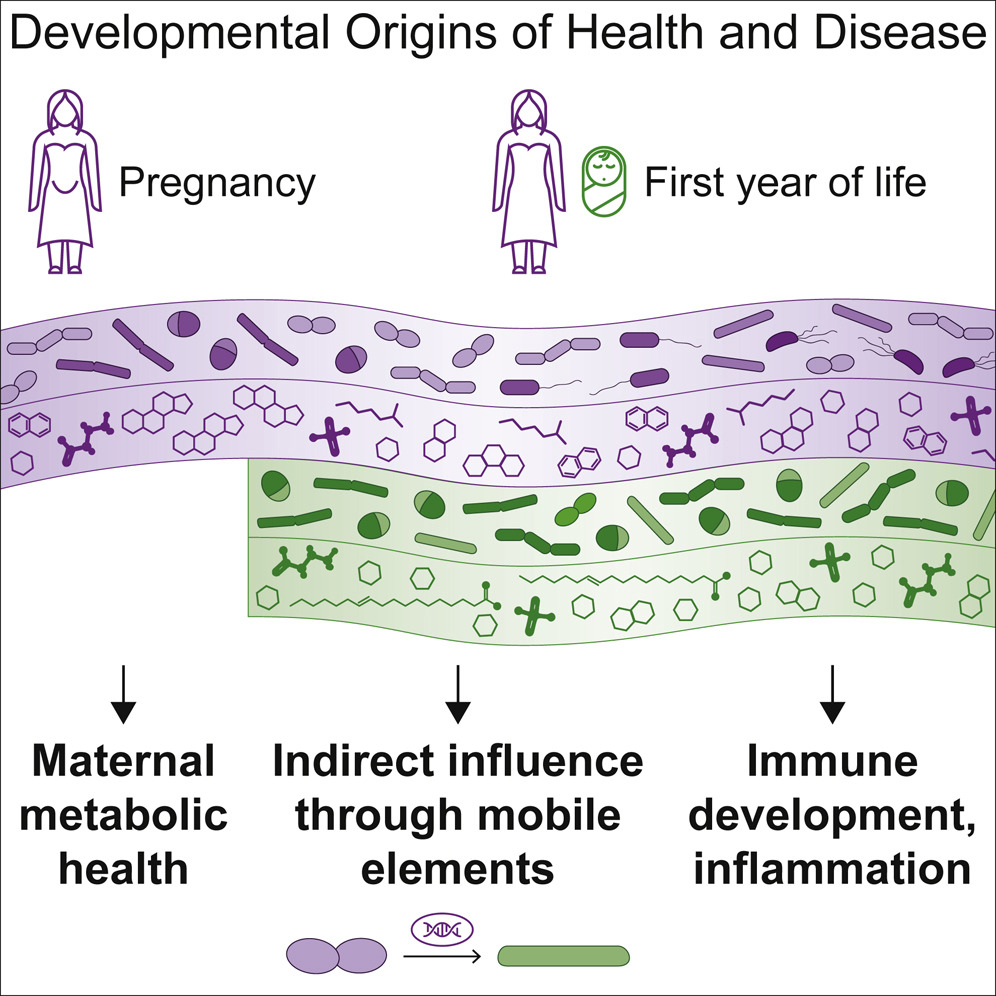 Developmental Origins of Health and Disease
Pregnancy
First year of life
Maternal
metabolic
health
Indirect influence
through mobile
elements
Immune
development,
inflammation